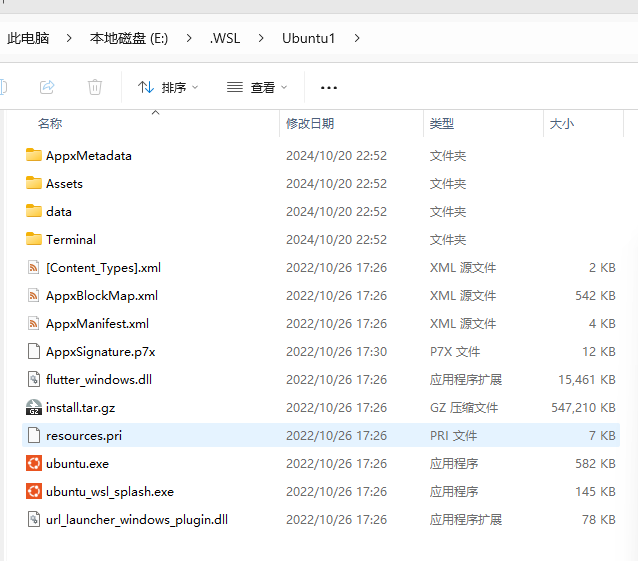 此电脑 > 本地磁盘 (E:) > .WSL > Ubuntu1 >
排序 查看 ...
名称 修改日期 类型 大小
AppxMetadata 2024/10/20 22:52 文件夹
Assets 2024/10/20 22:52 文件夹
data 2024/10/20 22:52 文件夹
Terminal 2024/10/20 22:52 文件夹
[Content_Types].xml 2022/10/26 17:26 XML 源文件 2 KB
AppxBlockMap.xml 2022/10/26 17:26 XML 源文件 542 KB
AppxManifest.xml 2022/10/26 17:26 XML 源文件 4 KB
AppxSignature.p7x 2022/10/26 17:30 P7X 文件 12 KB
flutter_windows.dll 2022/10/26 17:26 应用程序扩展 15,461 KB
GZ install.tar.gz 2022/10/26 17:26 GZ 压缩文件 547,210 KB
resources.pri 2022/10/26 17:26 PRI 文件 7 KB
ubuntu.exe 2022/10/26 17:26 应用程序 582 KB
ubuntu_wsl_splash.exe 2022/10/26 17:26 应用程序 145 KB
url_launcher_windows_plugin.dll 2022/10/26 17:26 应用程序扩展 78 KB